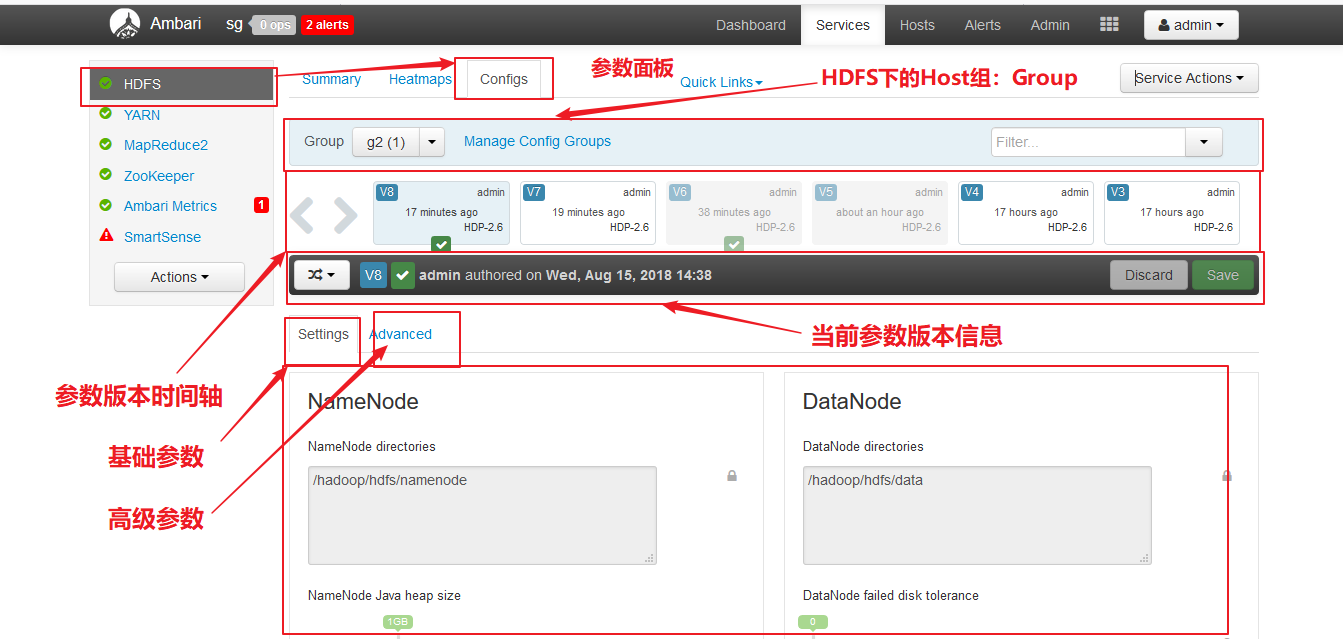 Ambari sg 0 ops 2 alerts Dashboard Services Hosts Alerts Admin admin
HDFS
YARN
MapReduce2
ZooKeeper
Ambari Metrics 1
SmartSense
Actions
Summary Heatmaps Configs 参数面板 Quick Links HDFS下的Host组：Group Service Actions
Group g2 (1) Manage Config Groups Filter...
V8 admin
17 minutes ago
HDP-2.6
V7 admin
19 minutes ago
HDP-2.6
V6 admin
38 minutes ago
HDP-2.6
V5 admin
about an hour ago
HDP-2.6
V4 admin
17 hours ago
HDP-2.6
V3 admin
17 hours ago
HDP-2.6
V8 admin authored on Wed, Aug 15, 2018 14:38 Discard Save
当前参数版本信息
Settings Advanced
参数版本时间轴
基础参数
高级参数
NameNode
NameNode directories
/hadoop/hdfs/namenode
NameNode Java heap size
1GB
DataNode
DataNode directories
/hadoop/hdfs/data
DataNode failed disk tolerance
0